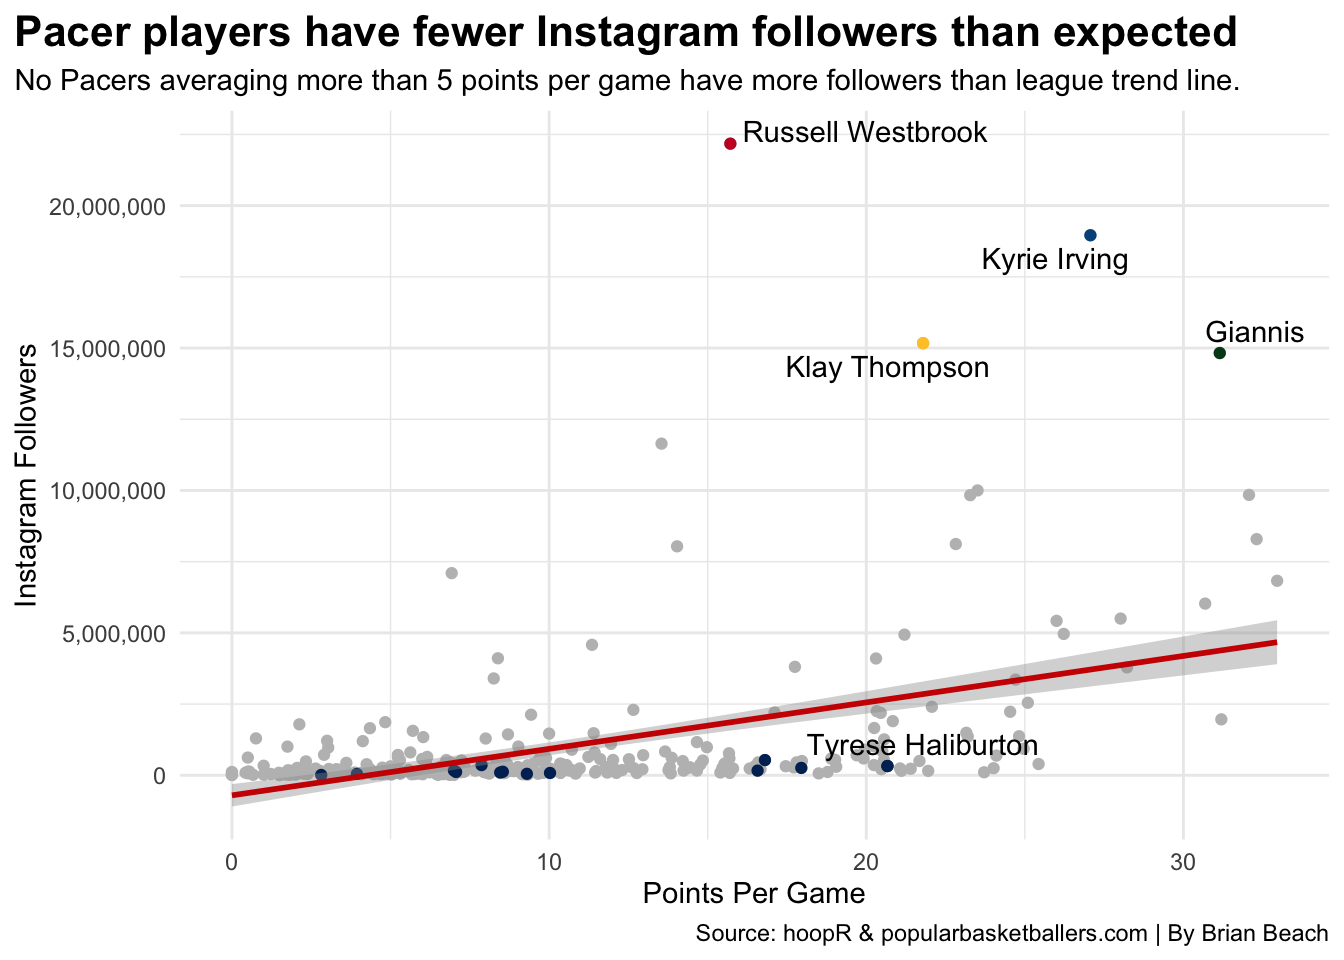 Pacer players have fewer Instagram followers than expected
No Pacers averaging more than 5 points per game have more followers than league trend line.
Russell Westbrook
20,000,000
Kyrie Irving
Giannis
15,000,000
Klay Thompson
Instagram Followers
10,000,000
5,000,000
Tyrese Haliburton
0
0 10 20 30
Points Per Game
Source: hoopR & popularbasketballers.com | By Brian Beach